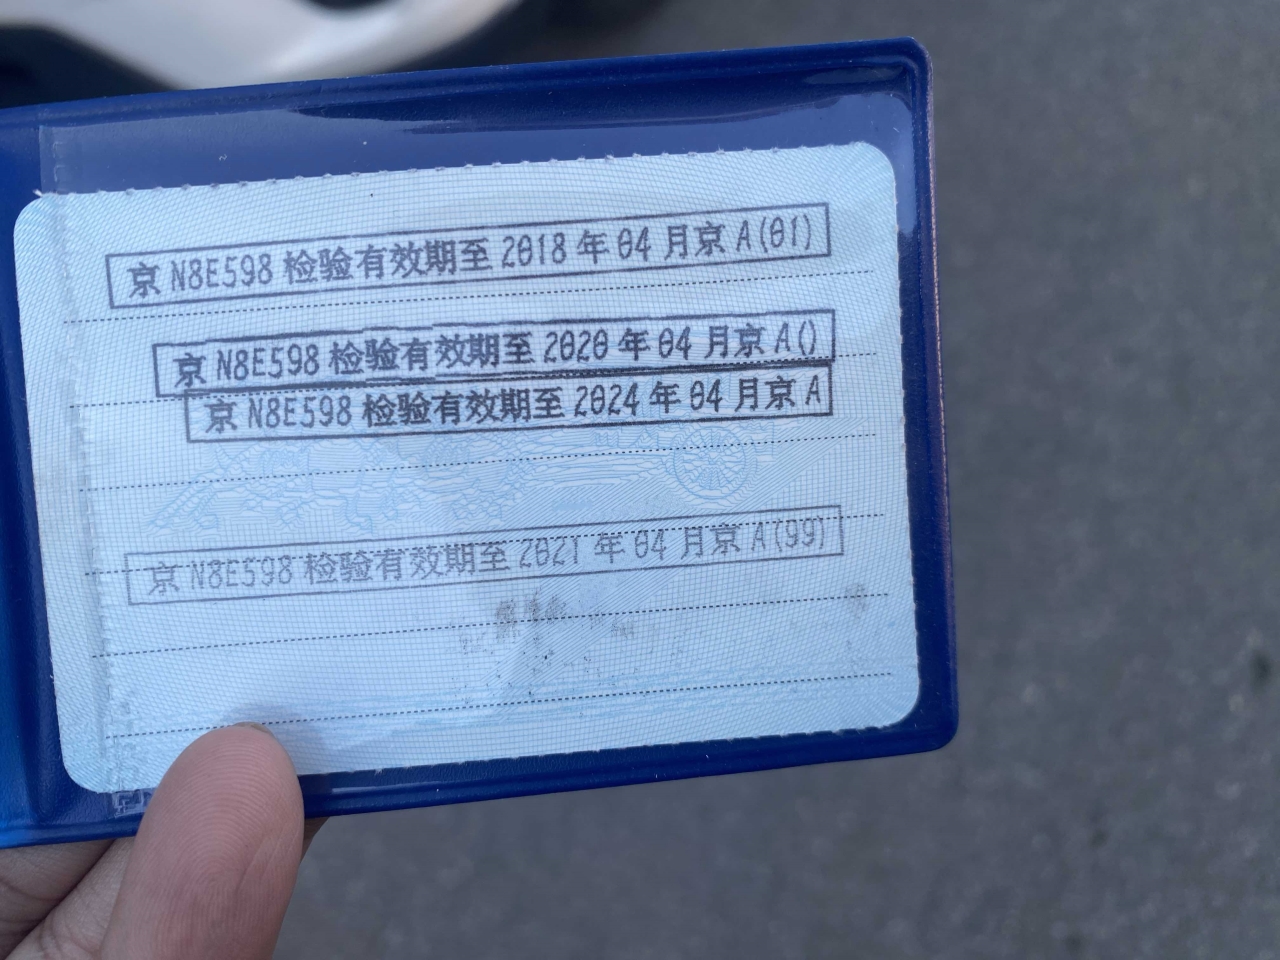 京 N8E598 检验有效期至 2018 年 04 月京 A(01)
京 N8E598 检验有效期至 2020 年 04 月京 A()
京 N8E598 检验有效期至 2024 年 04 月京 A
京 N8E598 检验有效期至 2021 年 04 月京 A(99)